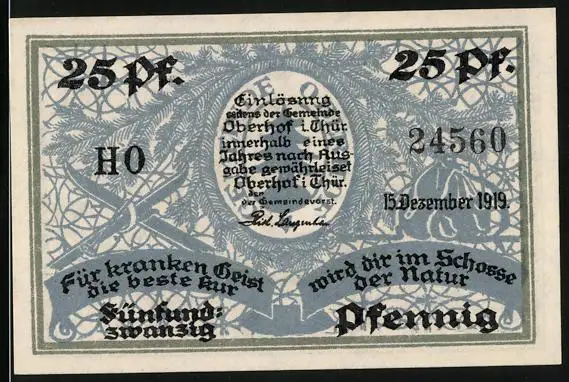 25 Pf.
25 Pf.
DE O
Einlösung
seitens der Gemeinde
Oberhof i. Thür.
innerhalb eines
Jahres nach Aus-
gabe gewährleistet
Oberhof i. Thür.
den
Der Gemeindevorst.
HO
24560
15. Dezember 1919.
Für kranken Geist
die beste Kur
wird dir im Schosse
der Natur
Fünfund-
zwanzig
Pfennig